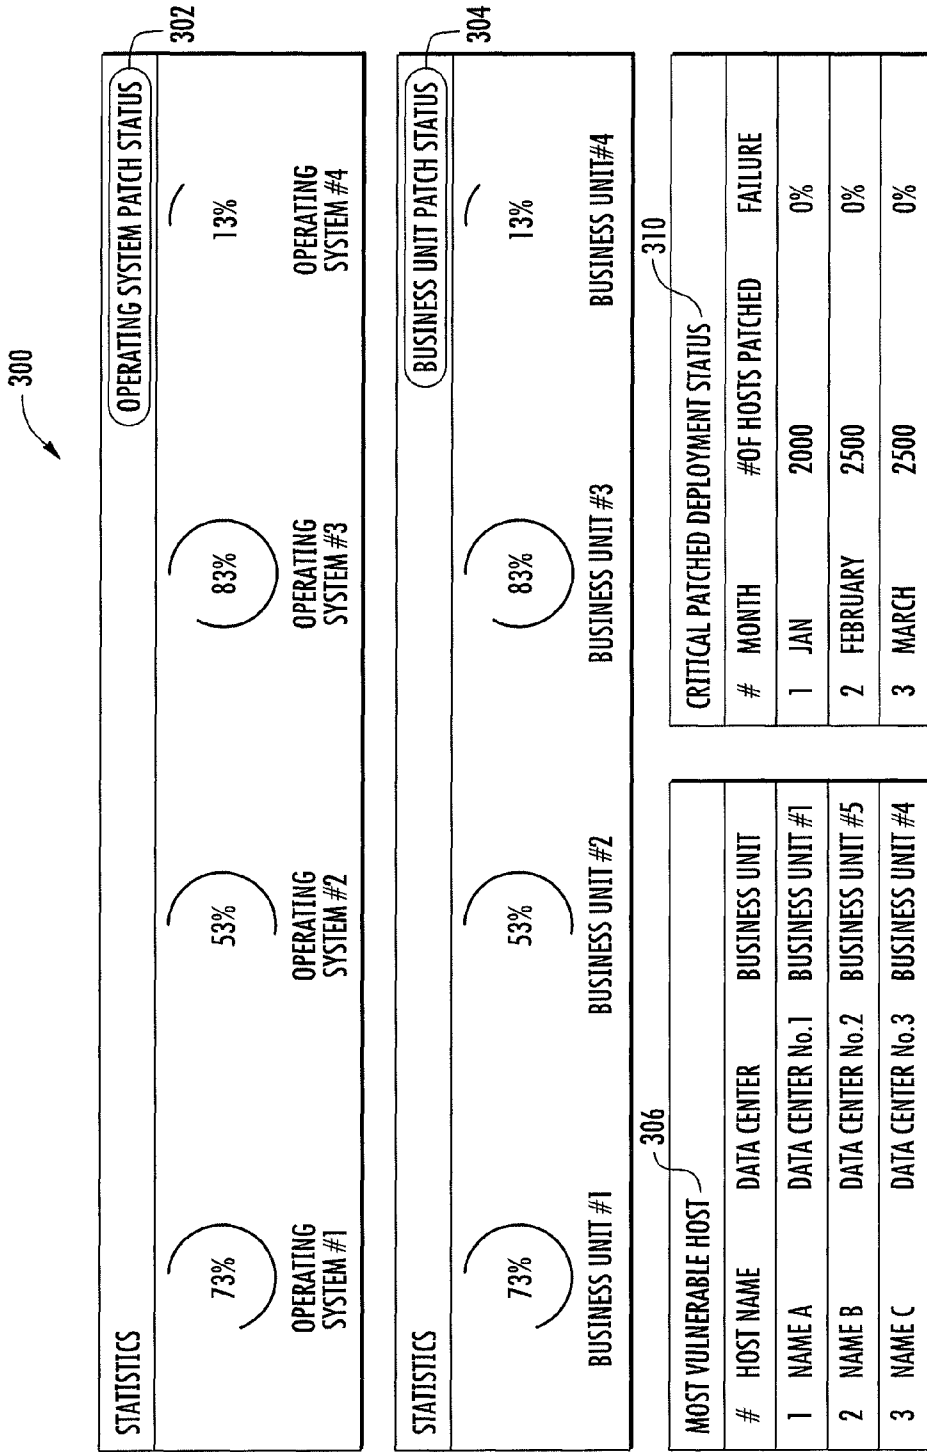 300
STATISTICS
OPERATING SYSTEM PATCH STATUS
302
73%
53%
83%
13%
OPERATING
SYSTEM #1
OPERATING
SYSTEM #2
OPERATING
SYSTEM #3
OPERATING
SYSTEM #4
STATISTICS
BUSINESS UNIT PATCH STATUS
304
73%
53%
83%
13%
BUSINESS UNIT #1
BUSINESS UNIT #2
BUSINESS UNIT #3
BUSINESS UNIT#4
306
MOST VULNERABLE HOST
# HOST NAME DATA CENTER BUSINESS UNIT
1 NAME A DATA CENTER No.1 BUSINESS UNIT #1
2 NAME B DATA CENTER No.2 BUSINESS UNIT #5
3 NAME C DATA CENTER No.3 BUSINESS UNIT #4
310
CRITICAL PATCHED DEPLOYMENT STATUS
# MONTH #OF HOSTS PATCHED FAILURE
1 JAN 2000 0%
2 FEBRUARY 2500 0%
3 MARCH 2500 0%